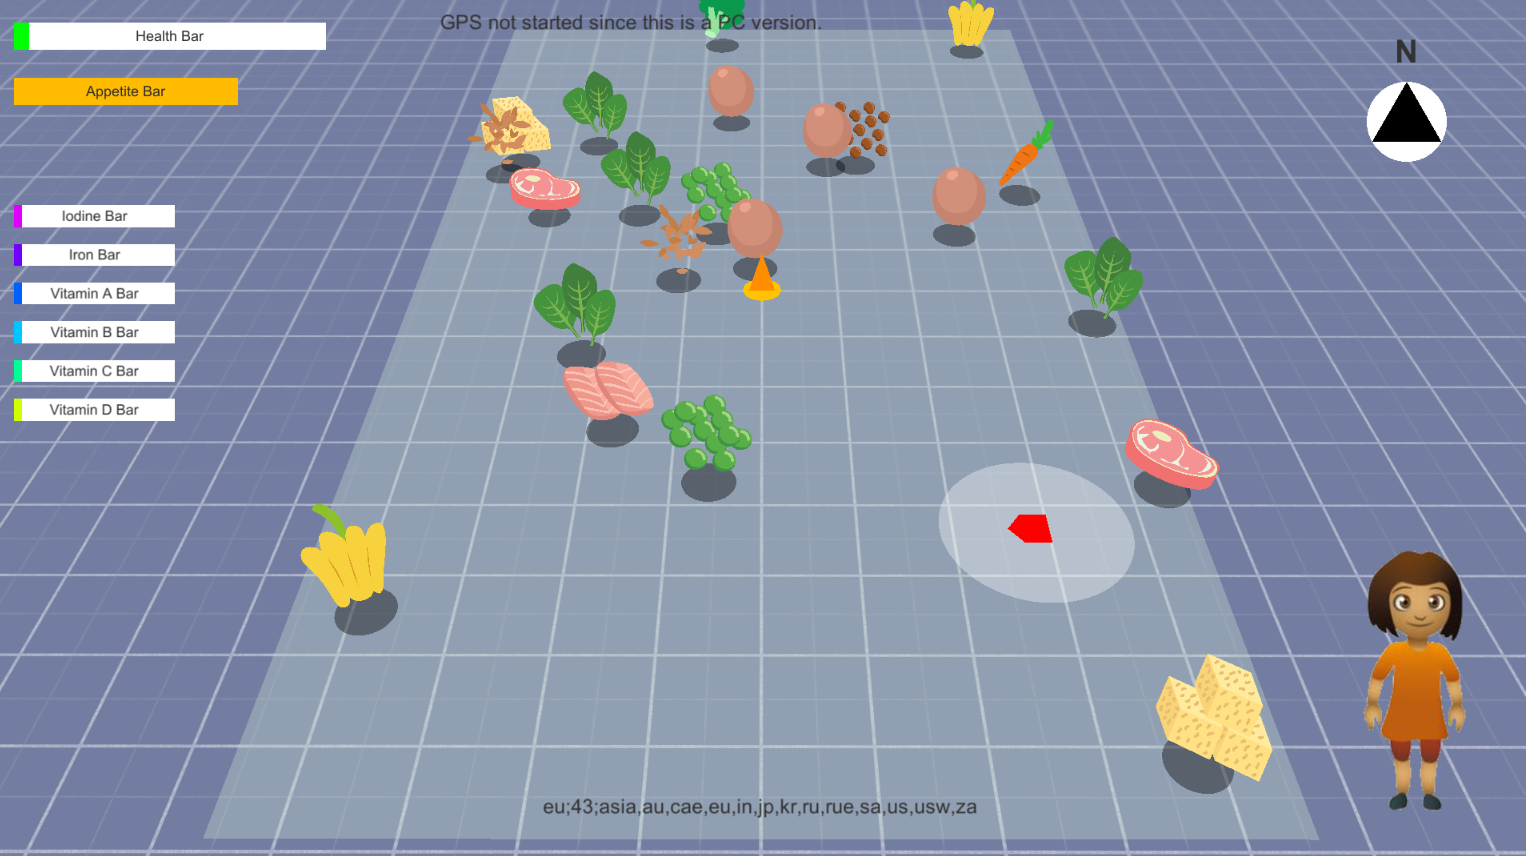 GPS not started since this is a PC version.
Health Bar
N
Appetite Bar
Iodine Bar
Iron Bar
Vitamin A Bar
Vitamin B Bar
Vitamin C Bar
Vitamin D Bar
eu;43;asia,au,cae,eu,in,jp,kr,ru,rue,sa,us,usw,za